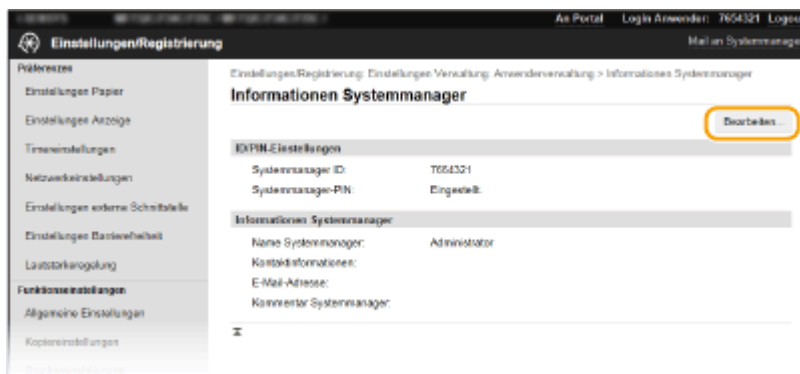 An Portal Login Anwender: 7654321 Logou
Einstellungen/Registrierung
Mail an Systemmanage
Präferenzen
Einstellungen Papier
Einstellungen Anzeige
Timereinstellungen
Netzwerkeinstellungen
Einstellungen externe Schnittstelle
Einstellungen Barrierefreiheit
Lautstärkeregelung
Funktionseinstellungen
Allgemeine Einstellungen
Kopiereinstellungen
Einstellungen/Registrierung: Einstellungen Verwaltung: Anwenderverwaltung > Informationen Systemmanager
Informationen Systemmanager
Bearbeiten...
ID/PIN-Einstellungen
Systemmanager ID: 7654321
Systemmanager-PIN: Eingestellt
Informationen Systemmanager
Name Systemmanager: Administrator
Kontaktinformationen:
E-Mail-Adresse:
Kommentar Systemmanager: